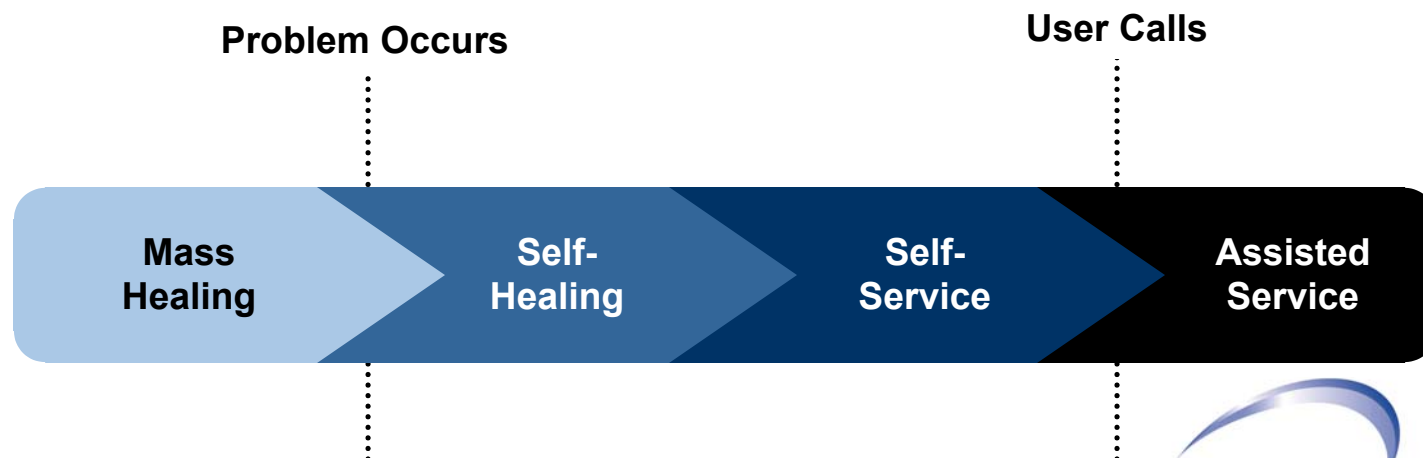 Problem Occurs
User Calls
Mass
Healing
Self-
Healing
Self-
Service
Assisted
Service